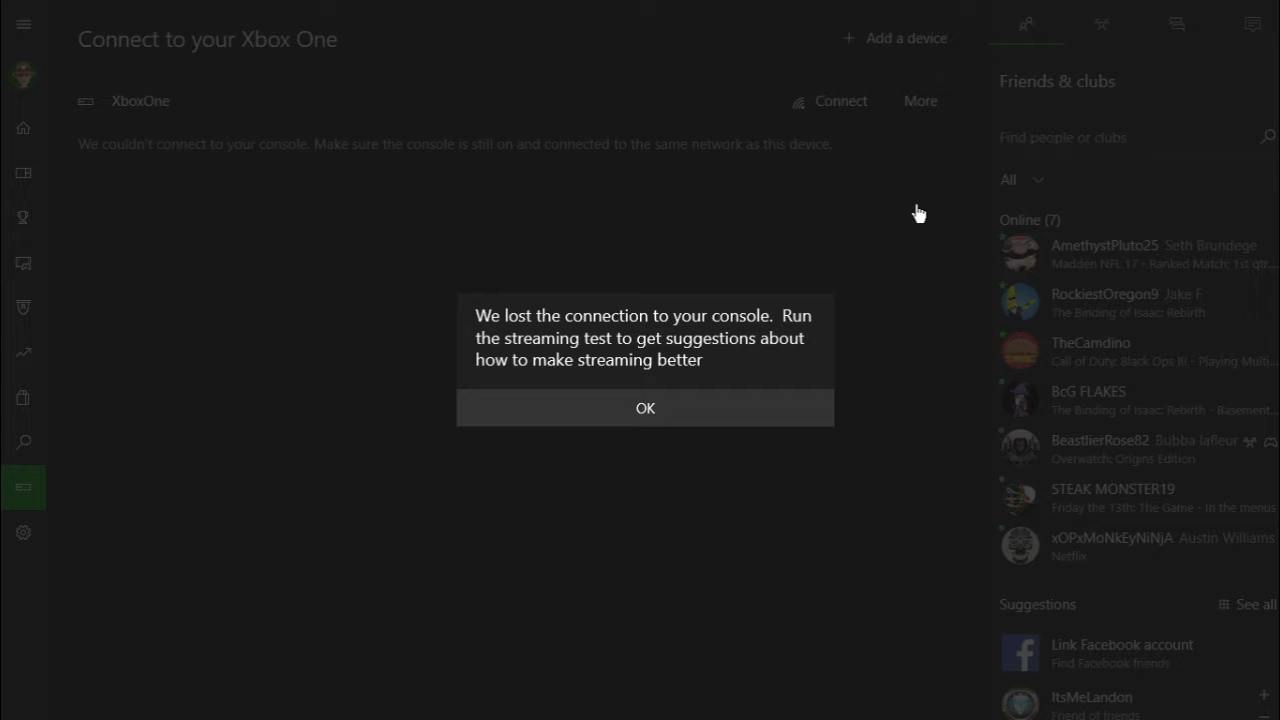 Connect to your Xbox One
+ Add a device
XboxOne
Connect
More
We couldn't connect to your console. Make sure the console is still on and connected to the same network as this device.
We lost the connection to your console.  Run
the streaming test to get suggestions about
how to make streaming better
OK
Friends & clubs
Find people or clubs
All
Online (7)
AmethystPluto25 Seth Brundege
Madden NFL 17 - Ranked Match: 1st qtr...
RockiestOregon9 Jake F
The Binding of Isaac: Rebirth
TheCamdino
Call of Duty: Black Ops III - Playing Multi...
BcG FLAKES
The Binding of Isaac: Rebirth - Basement...
BeastlierRose82 Bubba lafleur
Overwatch: Origins Edition
STEAK MONSTER19
Friday the 13th: The Game - In the menus
xOPxMoNkEyNiNjA Austin Williams
Netflix
Suggestions
See all
Link Facebook account
Find Facebook friends
ItsMeLandon
Friend of friends